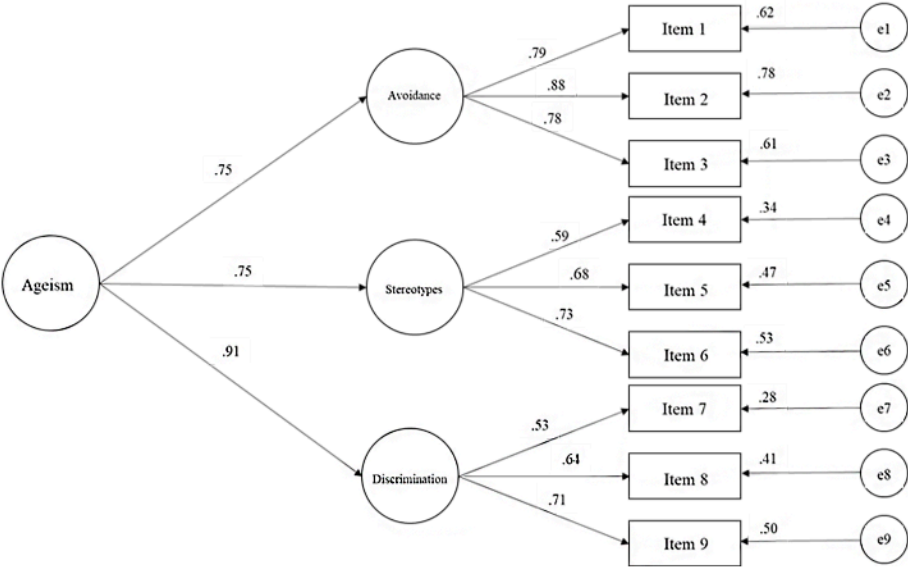 Item 1
.62
e1
.79
Avoidance
.88
Item 2
.78
e2
.78
Item 3
.61
e3
.75
Item 4
.34
e4
.59
Ageism
.75
Stereotypes
.68
Item 5
.47
e5
.73
Item 6
.53
e6
.91
Item 7
.28
e7
.53
Discrimination
.64
Item 8
.41
e8
.71
Item 9
.50
e9